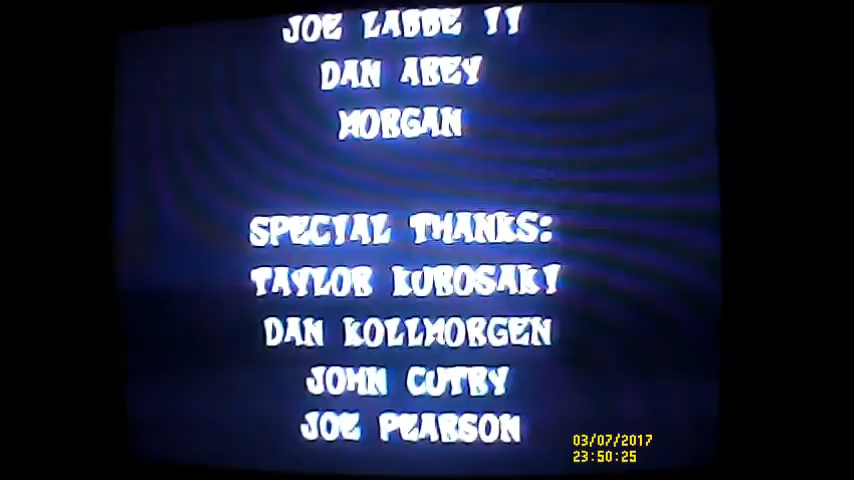 JOE LABBE II
DAN AREY
MORGAN
SPECIAL THANKS:
TAYLOR KUROSAKI
DAN KOLLMORGEN
JOHN CUTRY
JOE PEARSON
03/07/2017
23:50:25